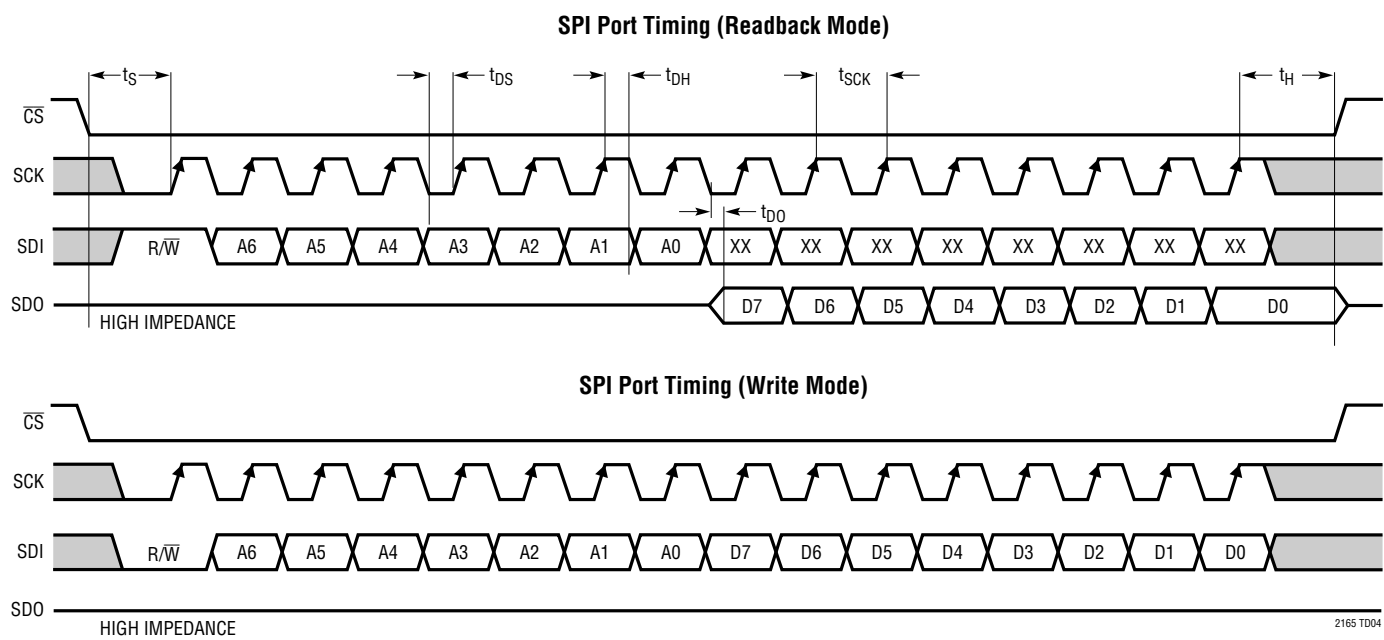 SPI Port Timing (Readback Mode)
tS tDS tDH tSCK tH
CS
SCK
tDO
SDI R/W A6 A5 A4 A3 A2 A1 A0 XX XX XX XX XX XX XX XX
SDO D7 D6 D5 D4 D3 D2 D1 D0
HIGH IMPEDANCE
SPI Port Timing (Write Mode)
CS
SCK
SDI R/W A6 A5 A4 A3 A2 A1 A0 D7 D6 D5 D4 D3 D2 D1 D0
SDO
HIGH IMPEDANCE
2165 TD04